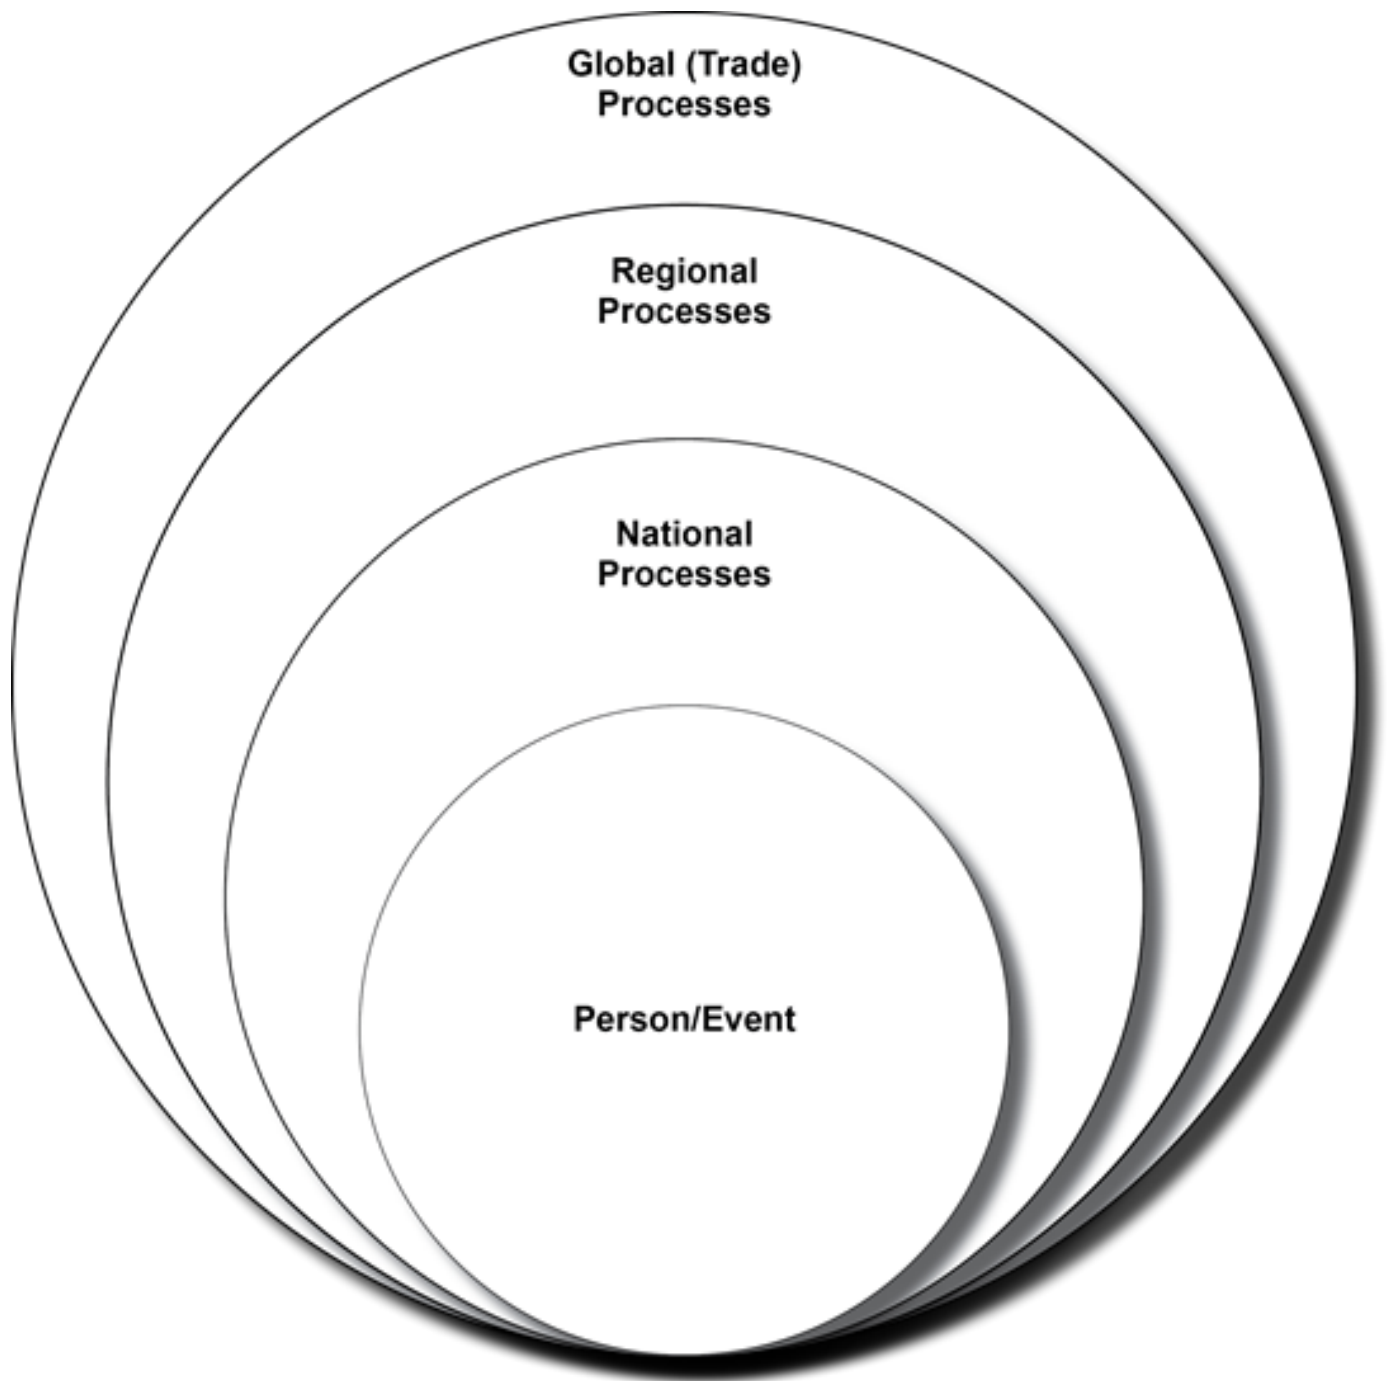 Global (Trade)
Processes
Regional
Processes
National
Processes
Person/Event